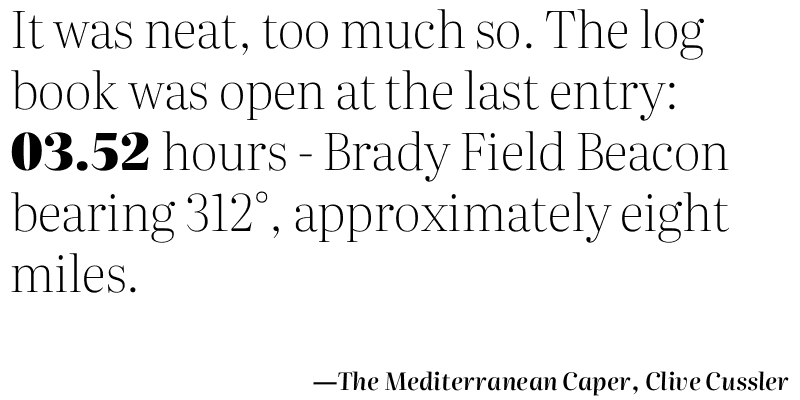 It was neat, too much so. The log
book was open at the last entry:
03.52 hours - Brady Field Beacon
bearing 312°, approximately eight
miles.
—The Mediterranean Caper, Clive Cussler